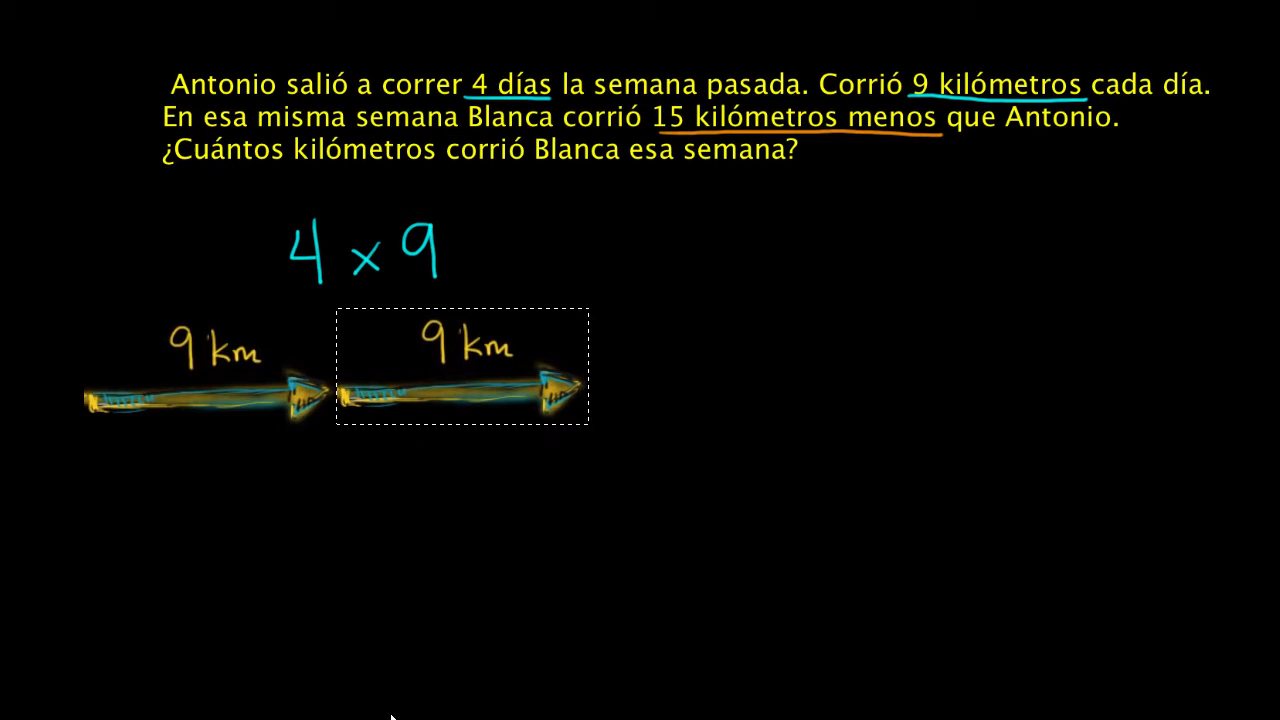 Antonio salió a correr 4 días la semana pasada. Corrió 9 kilómetros cada día.
En esa misma semana Blanca corrió 15 kilómetros menos que Antonio.
¿Cuántos kilómetros corrió Blanca esa semana?
4 x 9
9 km 9 km